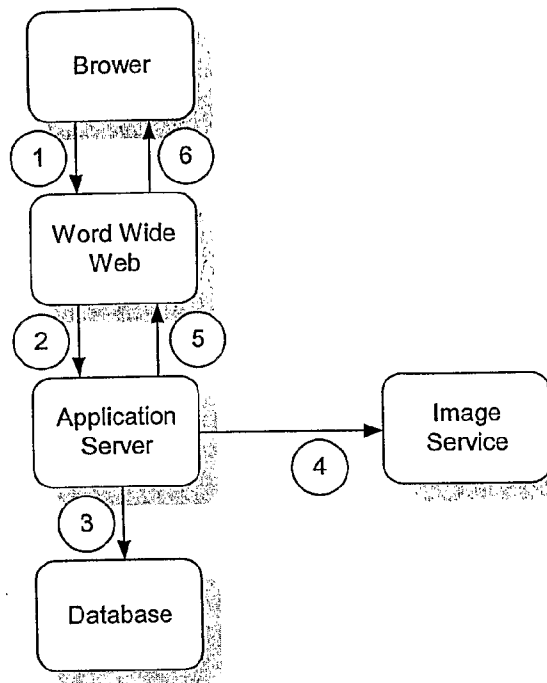 Brower
1
6
Word Wide
Web
2
5
Application
Server
Image
Service
4
3
Database